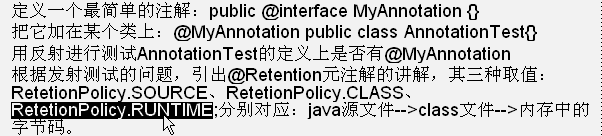 定义一个最简单的注解：public @interface MyAnnotation {}
把它加在某个类上：@MyAnnotation public class AnnotationTest{}
用反射进行测试AnnotationTest的定义上是否有@MyAnnotation
根据发射测试的问题，引出@Retention元注解的讲解，其三种取值：
RetetionPolicy.SOURCE、RetetionPolicy.CLASS、
RetetionPolicy.RUNTIME;分别对应：java源文件-->class文件-->内存中的
字节码。